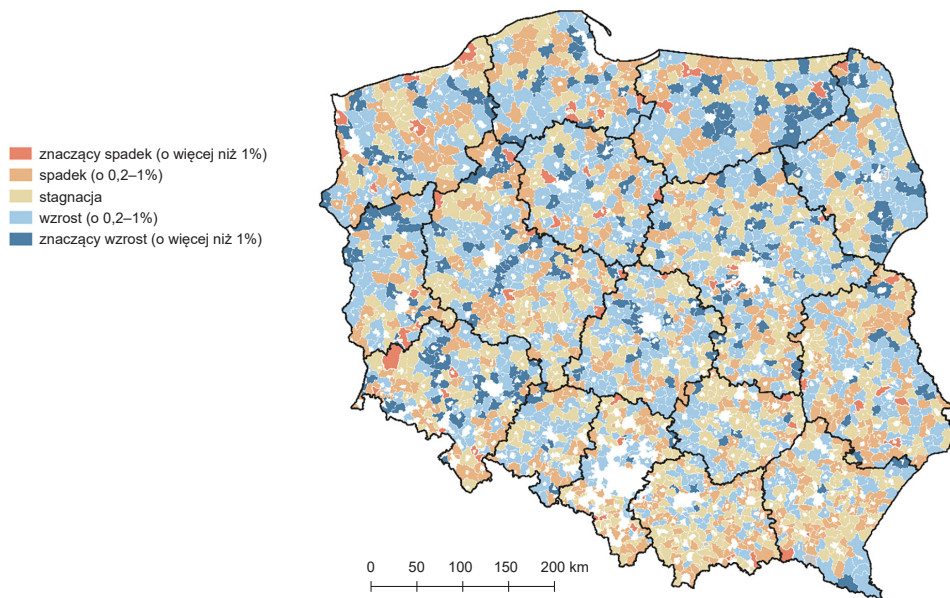 znaczący spadek (o więcej niż 1%)
spadek (o 0,2–1%)
stagnacja
wzrost (o 0,2–1%)
znaczący wzrost (o więcej niż 1%)
0 50 100 150 200 km